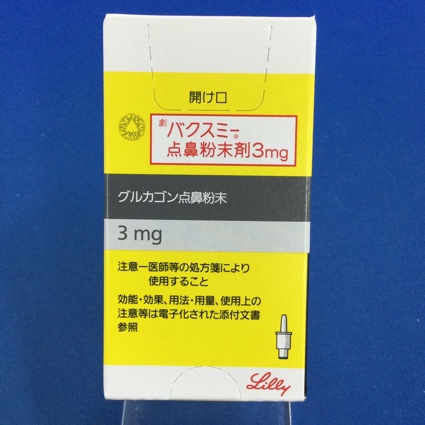 開け口
劇 バクスミー®
点鼻粉末剤3mg
グルカゴン点鼻粉末
3 mg
注意ー医師等の処方箋により
使用すること
効能・効果、用法・用量、使用上の
注意等は電子化された添付文書
参照
Lilly